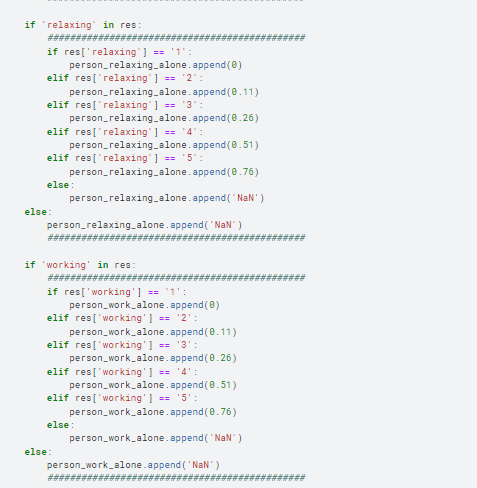 if 'relaxing' in res:
##############################################
if res['relaxing'] == '1':
person_relaxing_alone.append(0)
elif res['relaxing'] == '2':
person_relaxing_alone.append(0.11)
elif res['relaxing'] == '3':
person_relaxing_alone.append(0.26)
elif res['relaxing'] == '4':
person_relaxing_alone.append(0.51)
elif res['relaxing'] == '5':
person_relaxing_alone.append(0.76)
else:
person_relaxing_alone.append('NaN')
else:
person_relaxing_alone.append('NaN')
##############################################
if 'working' in res:
##############################################
if res['working'] == '1':
person_work_alone.append(0)
elif res['working'] == '2':
person_work_alone.append(0.11)
elif res['working'] == '3':
person_work_alone.append(0.26)
elif res['working'] == '4':
person_work_alone.append(0.51)
elif res['working'] == '5':
person_work_alone.append(0.76)
else:
person_work_alone.append('NaN')
else:
person_work_alone.append('NaN')
##############################################